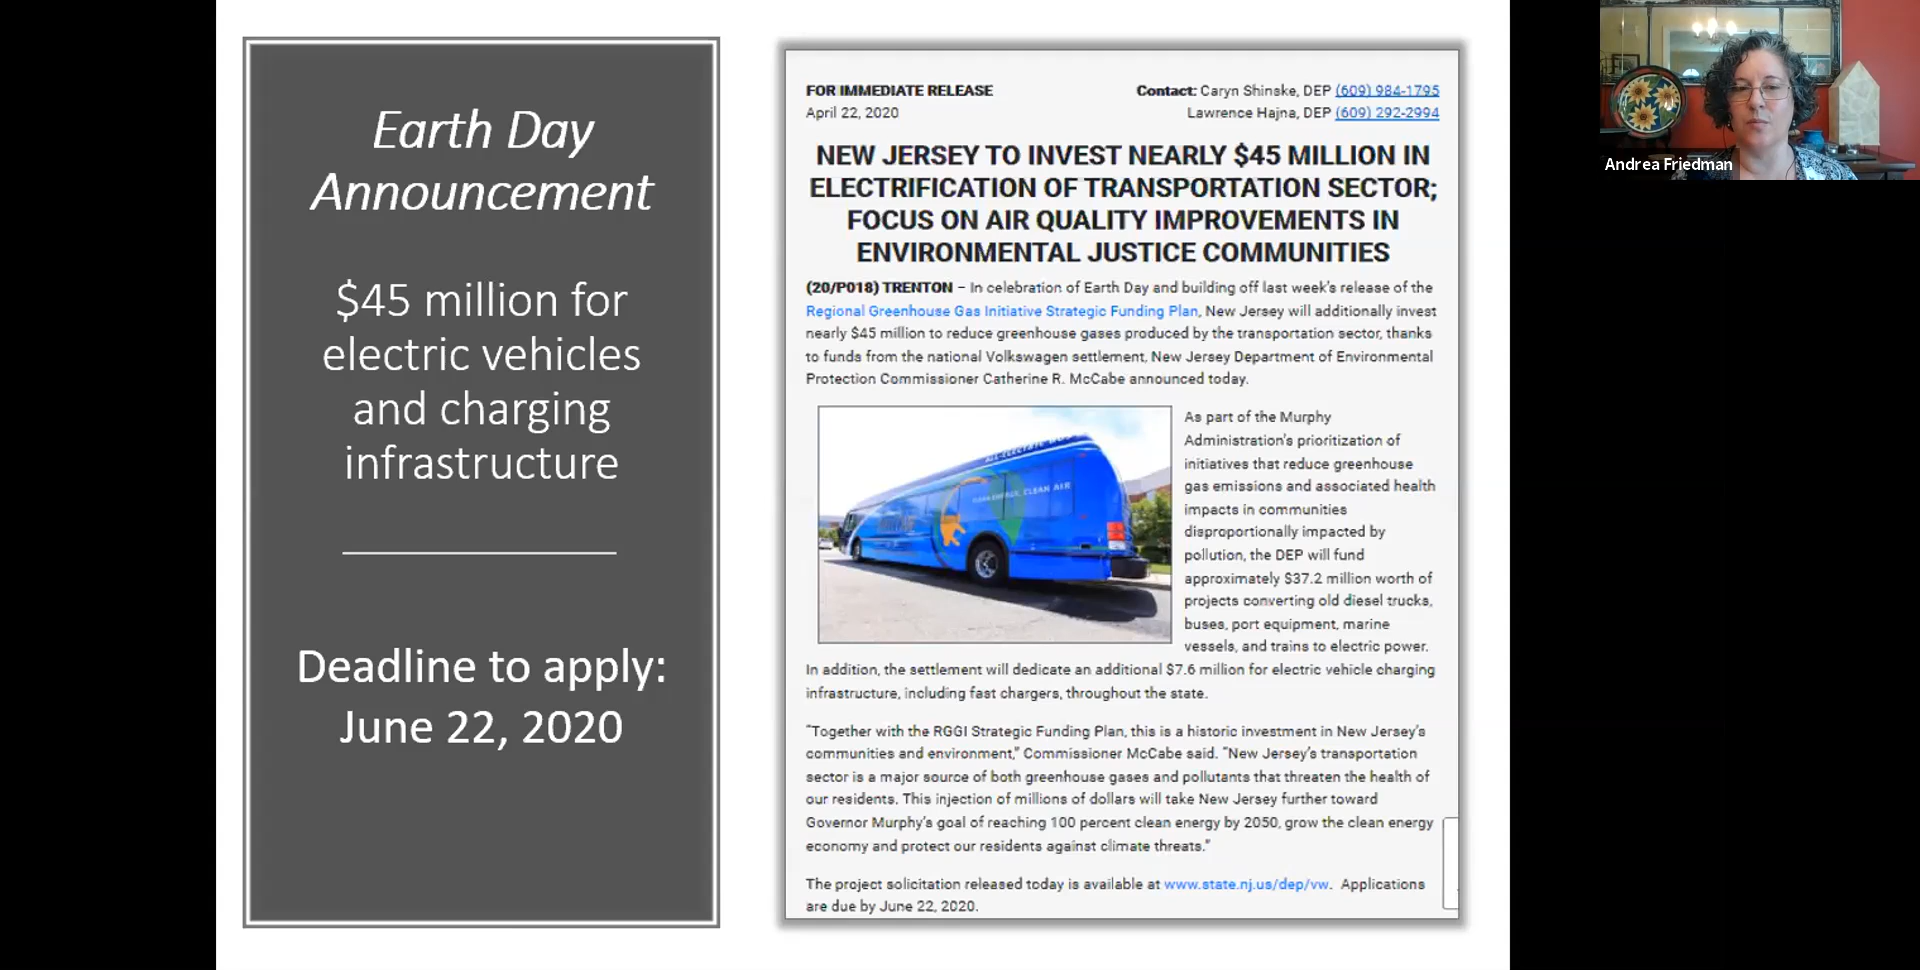 Earth Day
Announcement
$45 million for
electric vehicles
and charging
infrastructure
Deadline to apply:
June 22, 2020
FOR IMMEDIATE RELEASE
April 22, 2020
Contact: Caryn Shinske, DEP (609) 984-1795
Lawrence Hajna, DEP (609) 292-2994
NEW JERSEY TO INVEST NEARLY $45 MILLION IN
ELECTRIFICATION OF TRANSPORTATION SECTOR;
FOCUS ON AIR QUALITY IMPROVEMENTS IN
ENVIRONMENTAL JUSTICE COMMUNITIES
(20/P018) TRENTON – In celebration of Earth Day and building off last week's release of the
Regional Greenhouse Gas Initiative Strategic Funding Plan, New Jersey will additionally invest
nearly $45 million to reduce greenhouse gases produced by the transportation sector, thanks
to funds from the national Volkswagen settlement, New Jersey Department of Environmental
Protection Commissioner Catherine R. McCabe announced today.
ALL-ELECTRIC
CLEAN ENERGY, CLEAN AIR
As part of the Murphy
Administration's prioritization of
initiatives that reduce greenhouse
gas emissions and associated health
impacts in communities
disproportionally impacted by
pollution, the DEP will fund
approximately $37.2 million worth of
projects converting old diesel trucks,
buses, port equipment, marine
vessels, and trains to electric power.
In addition, the settlement will dedicate an additional $7.6 million for electric vehicle charging
infrastructure, including fast chargers, throughout the state.
"Together with the RGGI Strategic Funding Plan, this is a historic investment in New Jersey's
communities and environment," Commissioner McCabe said. "New Jersey's transportation
sector is a major source of both greenhouse gases and pollutants that threaten the health of
our residents. This injection of millions of dollars will take New Jersey further toward
Governor Murphy's goal of reaching 100 percent clean energy by 2050, grow the clean energy
economy and protect our residents against climate threats."
The project solicitation released today is available at www.state.nj.us/dep/vw. Applications
are due by June 22, 2020.
Andrea Friedman